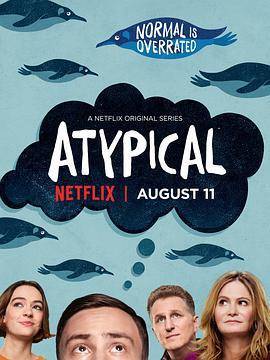 NORMAL IS
OVERRATED
A NETFLIX ORIGINAL SERIES
ATYPICAL
NETFLIX | AUGUST 11